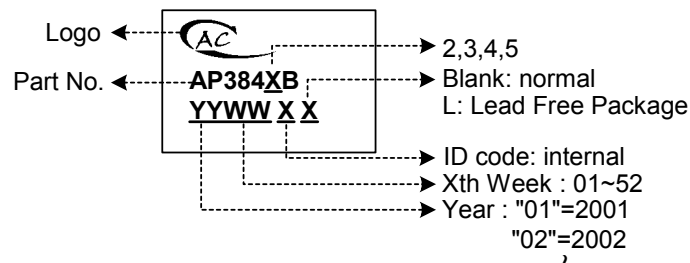 Logo
AC
2,3,4,5
Part No.
AP384XB
Blank: normal
L: Lead Free Package
YYWW X X
ID code: internal
Xth Week : 01~52
Year : "01"=2001
"02"=2002